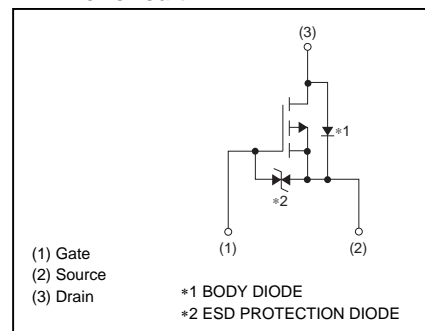 (3)
∗1
∗2
(1)
(2)
(1) Gate
(2) Source
(3) Drain
∗1 BODY DIODE
∗2 ESD PROTECTION DIODE